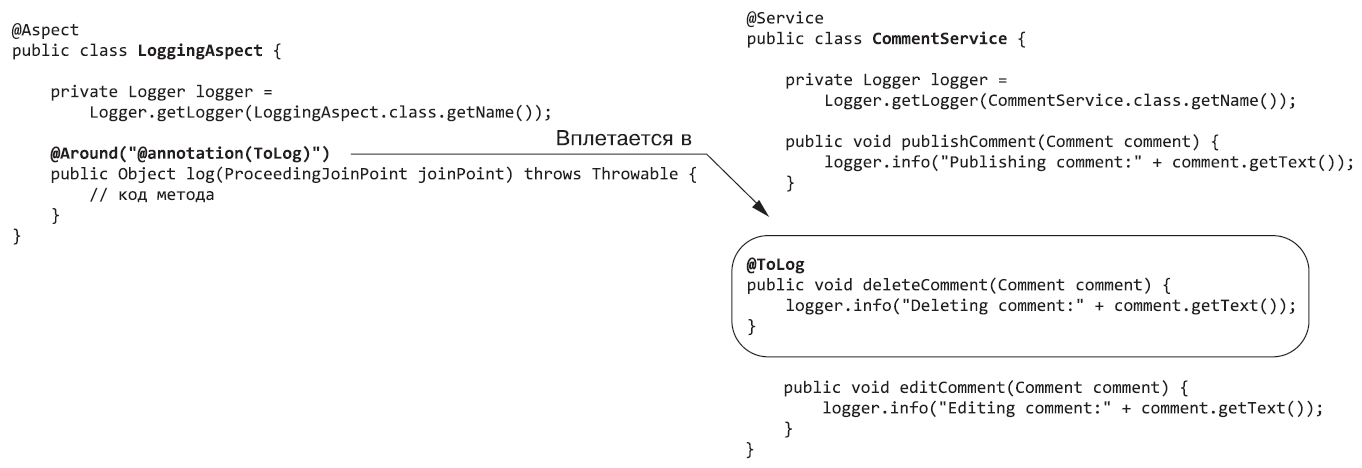 @Aspect
public class LoggingAspect {
private Logger logger =
Logger.getLogger(LoggingAspect.class.getName());
@Around("@annotation(ToLog)")
public Object log(ProceedingJoinPoint joinPoint) throws Throwable {
// код метода
}
}
Вплетается в
@Service
public class CommentService {
private Logger logger =
Logger.getLogger(CommentService.class.getName());
public void publishComment(Comment comment) {
logger.info("Publishing comment:" + comment.getText());
}
@ToLog
public void deleteComment(Comment comment) {
logger.info("Deleting comment:" + comment.getText());
}
public void editComment(Comment comment) {
logger.info("Editing comment:" + comment.getText());
}
}